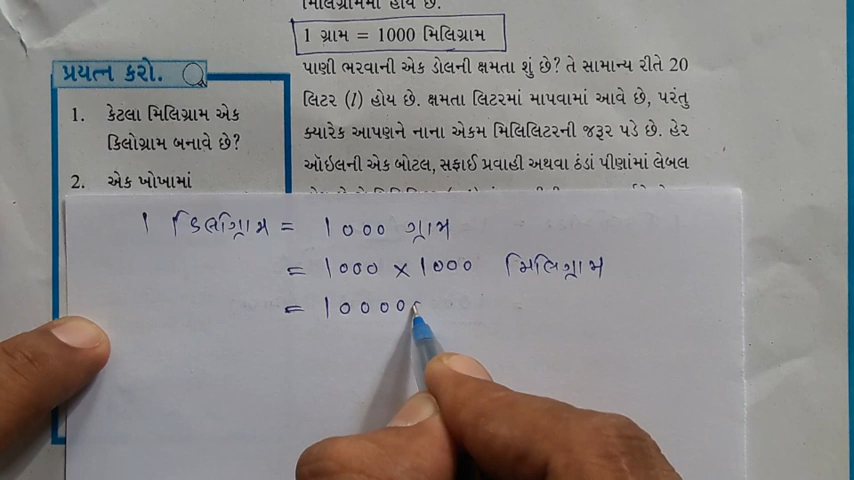 મિલિગ્રામમાં હોય છે.
1 ગ્રામ = 1000 મિલિગ્રામ
પ્રયત્ન કરો.
1. કેટલા મિલિગ્રામ એક
કિલોગ્રામ બનાવે છે?
2. એક ખોખામાં
પાણી ભરવાની એક ડોલની ક્ષમતા શું છે? તે સામાન્ય રીતે 20
લિટર (l) હોય છે. ક્ષમતા લિટરમાં માપવામાં આવે છે, પરંતુ
ક્યારેક આપણને નાના એકમ મિલિલિટરની જરૂર પડે છે. હેર
ઑઇલની એક બોટલ, સફાઈ પ્રવાહી અથવા ઠંડાં પીણાંમાં લેબલ
1 કિલોગ્રામ = 1000 ગ્રામ
= 1000 × 1000 મિલિગ્રામ
= 100000